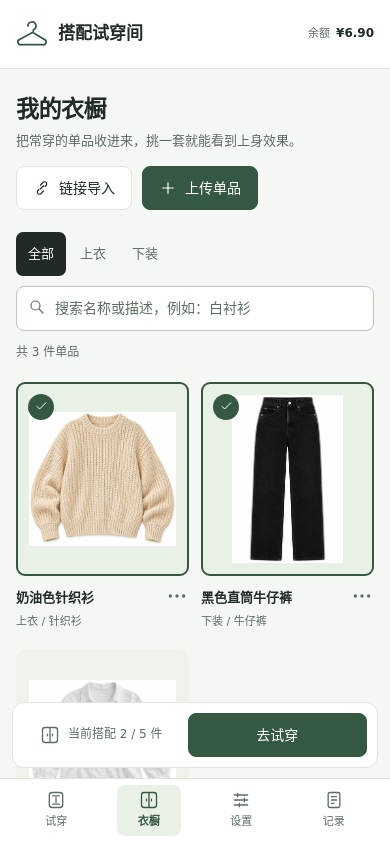 搭配试穿间
余额 ¥6.90
我的衣橱
把常穿的单品收进来，挑一套就能看到上身效果。
链接导入
上传单品
全部 上衣 下装
搜索名称或描述，例如：白衬衫
共 3 件单品
奶油色针织衫
上衣 / 针织衫
黑色直筒牛仔裤
下装 / 牛仔裤
当前搭配 2 / 5 件
去试穿
试穿 衣橱 设置 记录